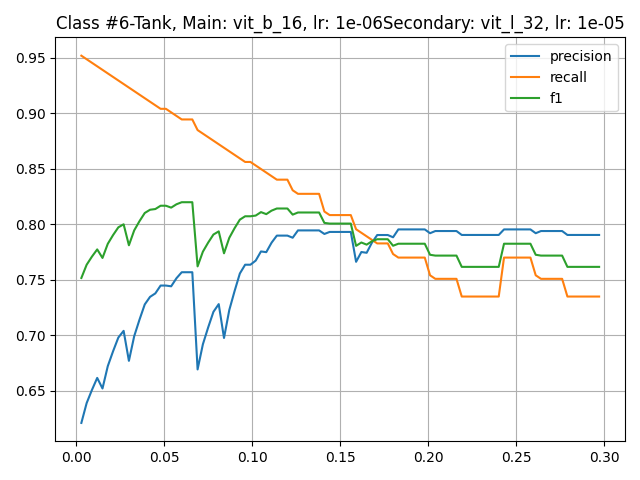 Class #6-Tank, Main: vit_b_16, lr: 1e-06Secondary: vit_l_32, lr: 1e-05
precision
recall
f1
0.95
0.90
0.85
0.80
0.75
0.70
0.65
0.00 0.05 0.10 0.15 0.20 0.25 0.30